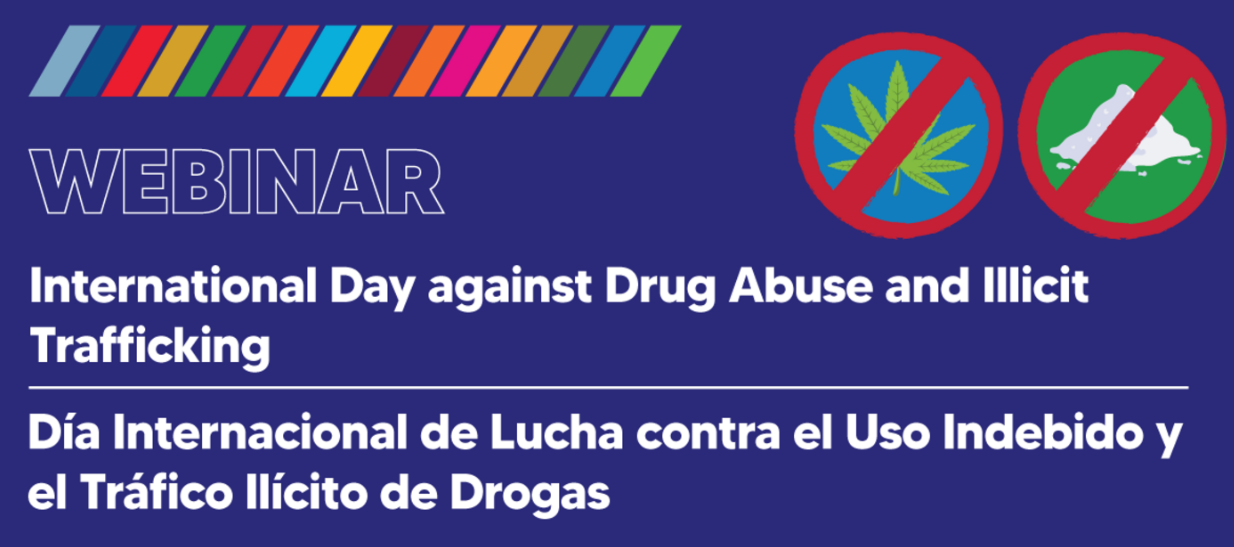 WEBINAR
International Day against Drug Abuse and Illicit
Trafficking
Día Internacional de Lucha contra el Uso Indebido y
el Tráfico Ilícito de Drogas